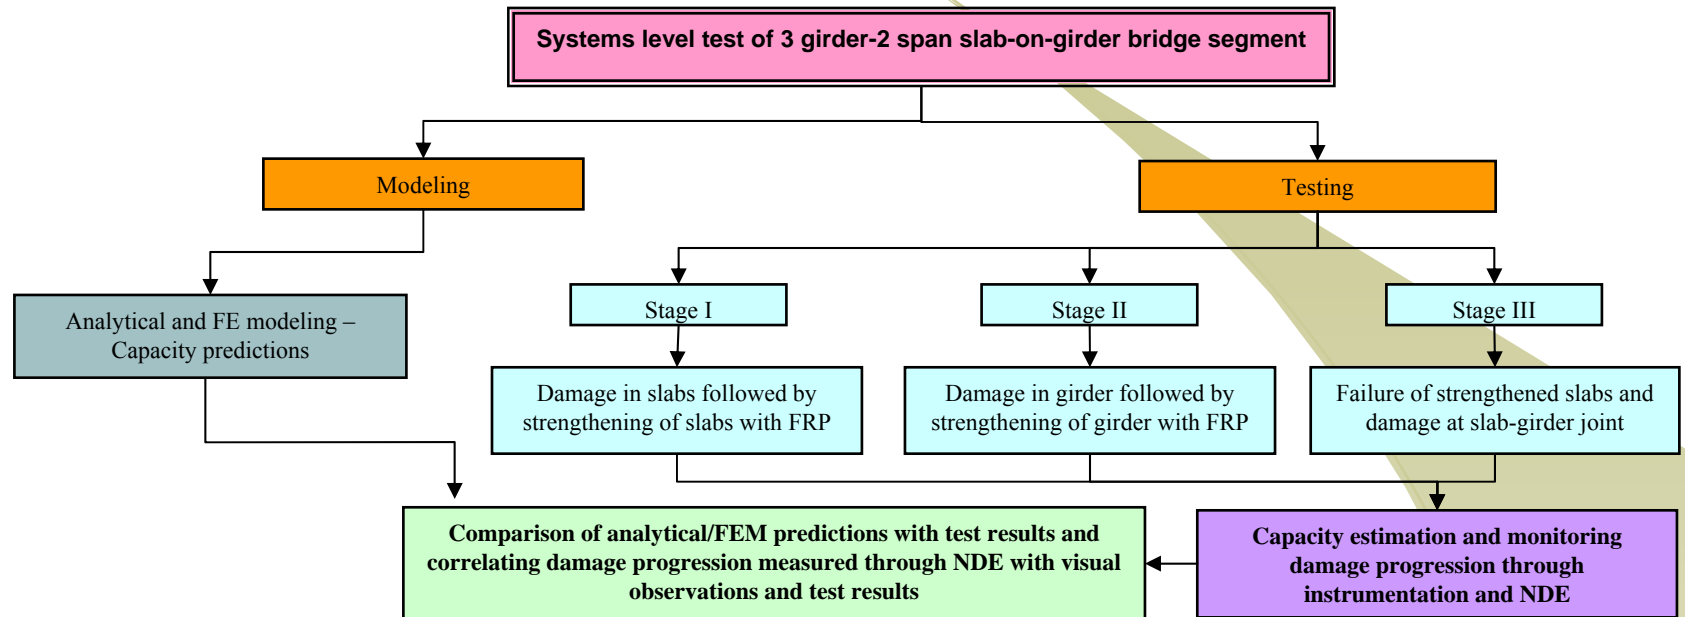 Systems level test of 3 girder-2 span slab-on-girder bridge segment
Modeling
Testing
Analytical and FE modeling –
Capacity predictions
Stage I
Stage II
Stage III
Damage in slabs followed by
strengthening of slabs with FRP
Damage in girder followed by
strengthening of girder with FRP
Failure of strengthened slabs and
damage at slab-girder joint
Comparison of analytical/FEM predictions with test results and
correlating damage progression measured through NDE with visual
observations and test results
Capacity estimation and monitoring
damage progression through
instrumentation and NDE